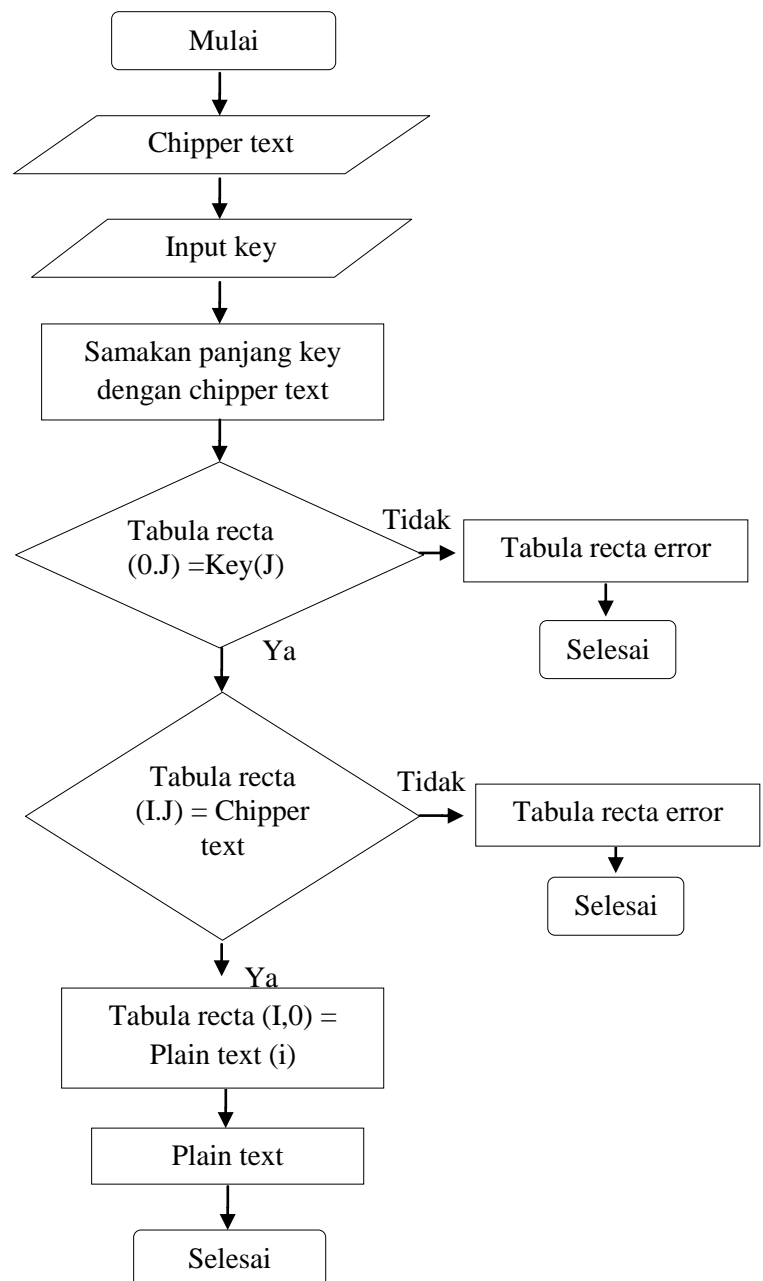 Mulai
Chipper text
Input key
Samakan panjang key
dengan chipper text
Tabula recta
(0.J) =Key(J)
Tidak
Tabula recta error
Selesai
Ya
Tabula recta
(I.J) = Chipper
text
Tidak
Tabula recta error
Selesai
Ya
Tabula recta (I,0) =
Plain text (i)
Plain text
Selesai